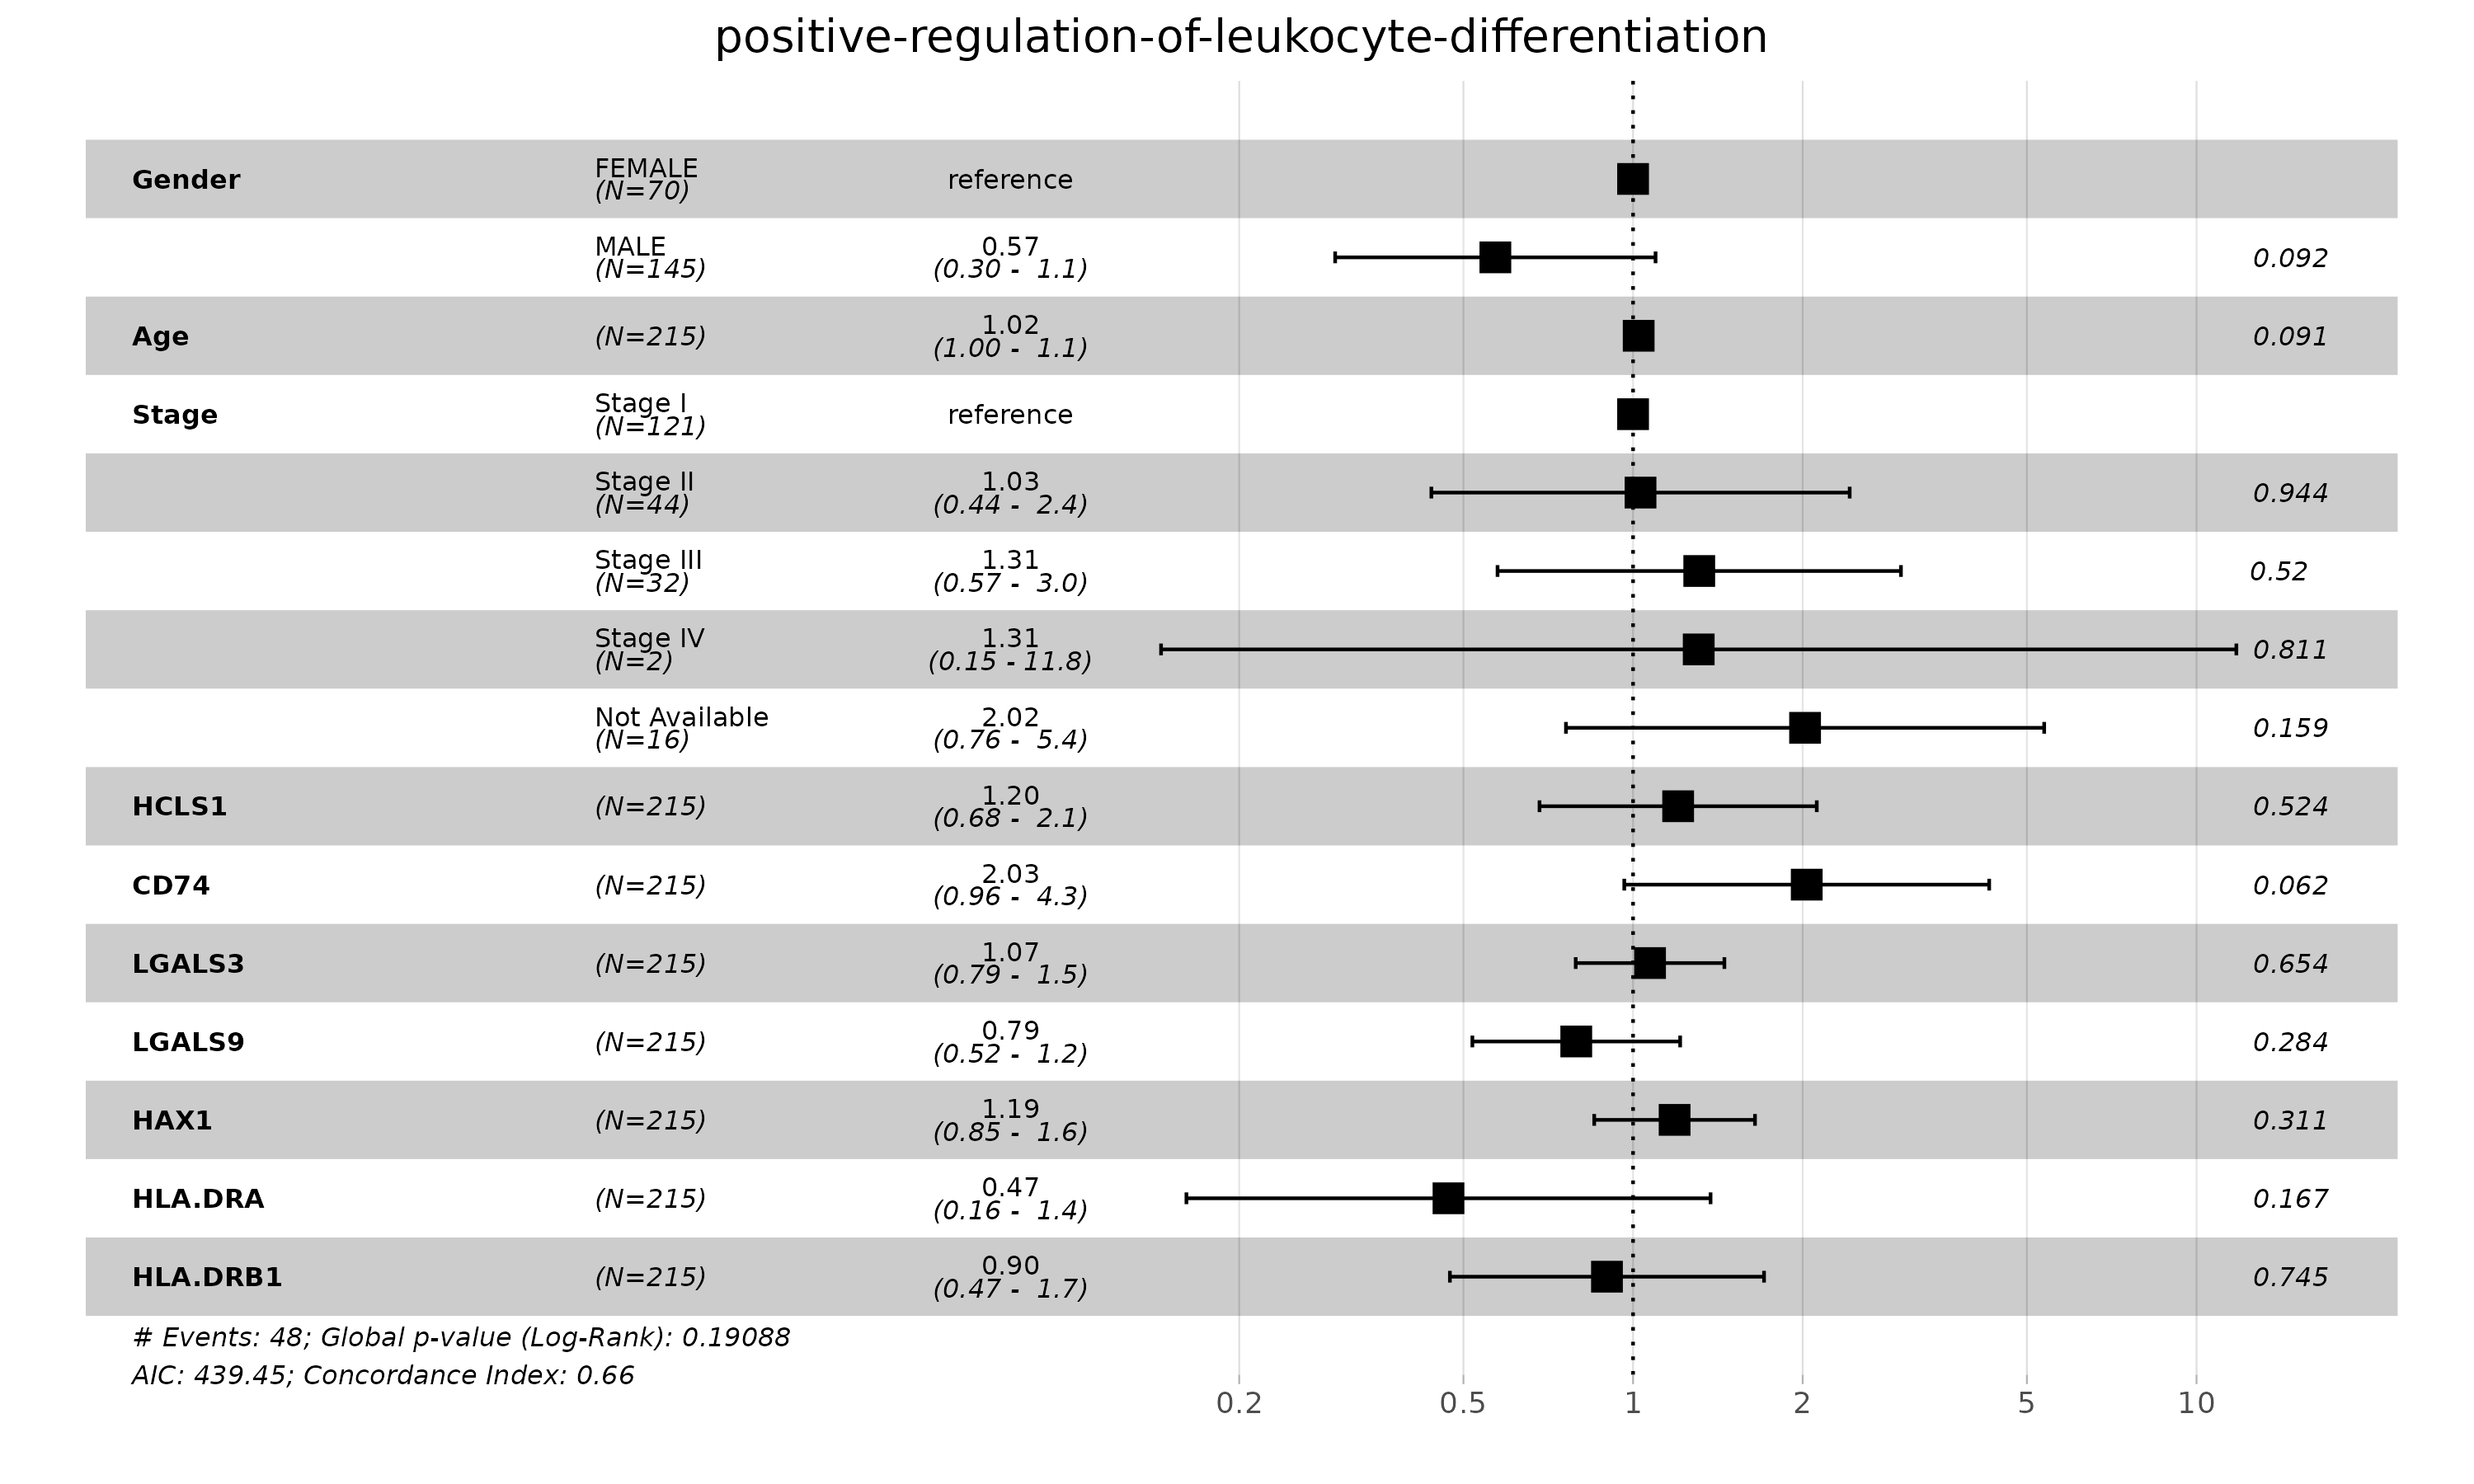 positive-regulation-of-leukocyte-differentiation
Gender FEMALE (N=70) reference
MALE (N=145) 0.57 (0.30 - 1.1) 0.092
Age (N=215) 1.02 (1.00 - 1.1) 0.091
Stage Stage I (N=121) reference
Stage II (N=44) 1.03 (0.44 - 2.4) 0.944
Stage III (N=32) 1.31 (0.57 - 3.0) 0.52
Stage IV (N=2) 1.31 (0.15 - 11.8) 0.811
Not Available (N=16) 2.02 (0.76 - 5.4) 0.159
HCLS1 (N=215) 1.20 (0.68 - 2.1) 0.524
CD74 (N=215) 2.03 (0.96 - 4.3) 0.062
LGALS3 (N=215) 1.07 (0.79 - 1.5) 0.654
LGALS9 (N=215) 0.79 (0.52 - 1.2) 0.284
HAX1 (N=215) 1.19 (0.85 - 1.6) 0.311
HLA.DRA (N=215) 0.47 (0.16 - 1.4) 0.167
HLA.DRB1 (N=215) 0.90 (0.47 - 1.7) 0.745
# Events: 48; Global p-value (Log-Rank): 0.19088
AIC: 439.45; Concordance Index: 0.66
0.2 0.5 1 2 5 10